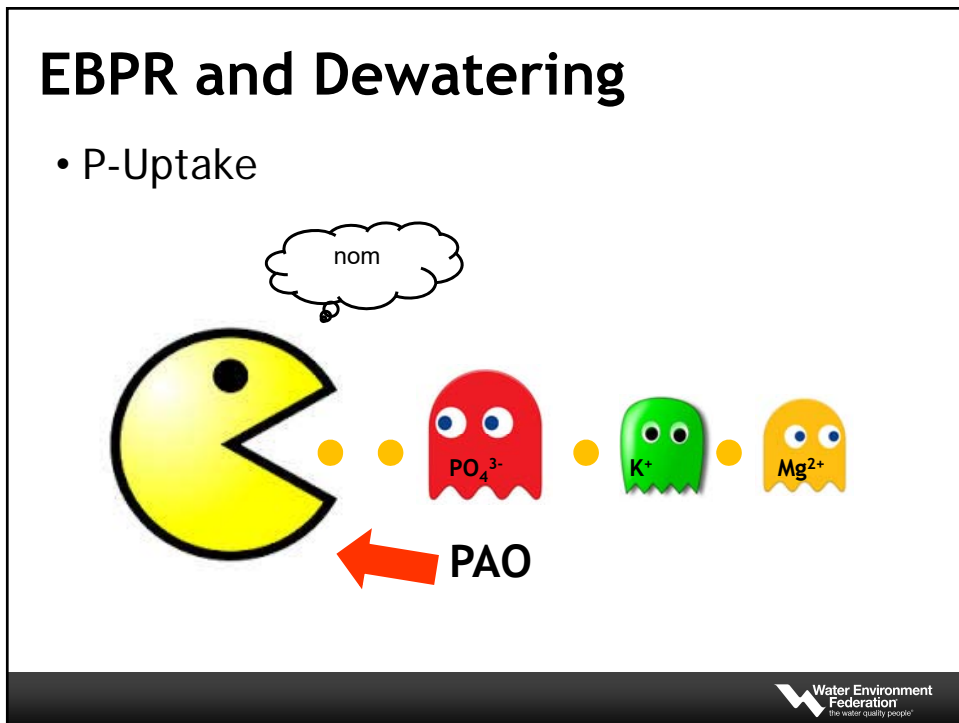 EBPR and Dewatering
• P-Uptake
nom
PO₄³⁻
K⁺
Mg²⁺
PAO
Water Environment
Federation
the water quality people